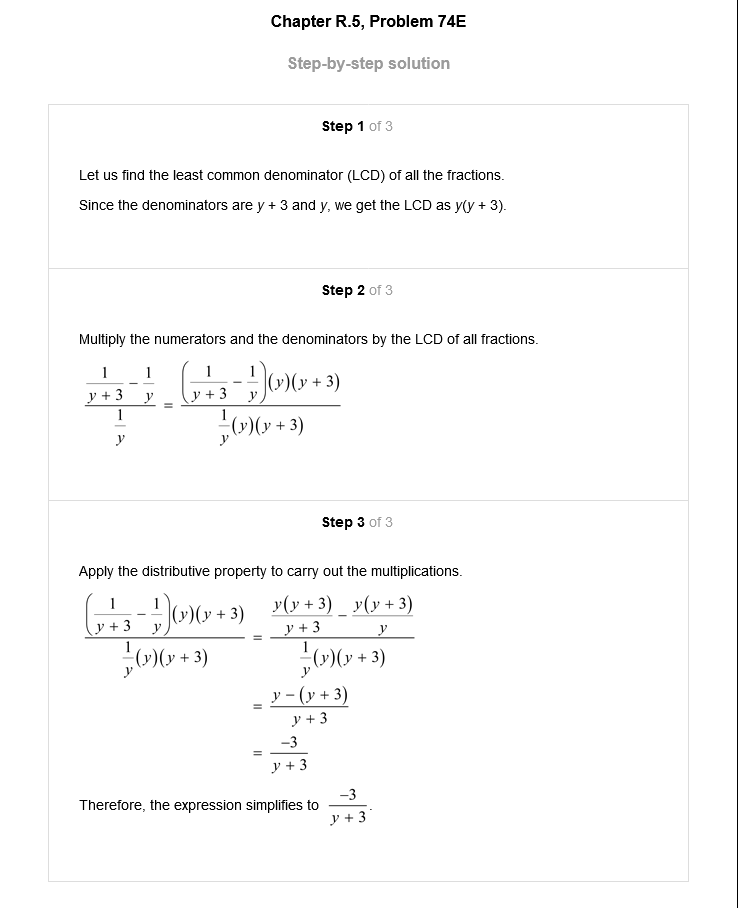 Chapter R.5, Problem 74E
Step-by-step solution
Step 1 of 3
Let us find the least common denominator (LCD) of all the fractions.
Since the denominators are y + 3 and y, we get the LCD as y(y + 3).
Step 2 of 3
Multiply the numerators and the denominators by the LCD of all fractions.
\frac{\frac{1}{y+3} - \frac{1}{y}}{\frac{1}{y}} = \frac{\left(\frac{1}{y+3} - \frac{1}{y}\right)(y)(y+3)}{\frac{1}{y}(y)(y+3)}
Step 3 of 3
Apply the distributive property to carry out the multiplications.
\frac{\left(\frac{1}{y+3} - \frac{1}{y}\right)(y)(y+3)}{\frac{1}{y}(y)(y+3)} = \frac{\frac{y(y+3)}{y+3} - \frac{y(y+3)}{y}}{\frac{1}{y}(y)(y+3)}
= \frac{y-(y+3)}{y+3}
= \frac{-3}{y+3}
Therefore, the expression simplifies to \frac{-3}{y+3}.